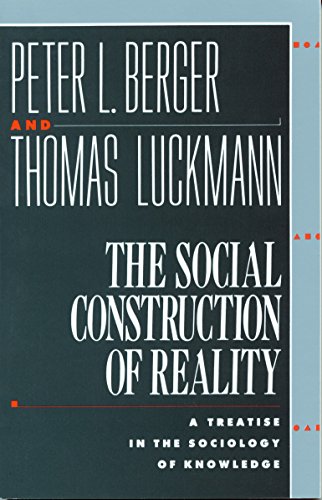 PETER L. BERGER
AND
THOMAS LUCKMANN
THE SOCIAL
CONSTRUCTION
OF REALITY
A TREATISE
IN THE SOCIOLOGY
OF KNOWLEDGE